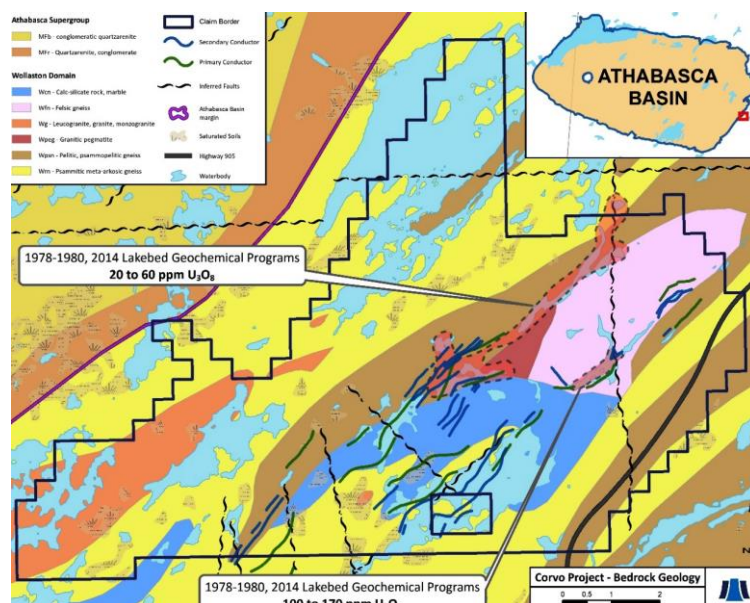 Athabasca Supergroup
MFb - conglomeratic quartzarenite
MFr - Quartzarenite, conglomerate
Wollaston Domain
Wcn - Calc-silicate rock, marble
Wfn - Felsic gneiss
Wg - Leucogranite, granite, monzogranite
Wpeg - Granitic pegmatite
Wpsn - Pelitic, psammopelitic gneiss
Wm - Psammitic meta-arkosic gneiss
Claim Border
Secondary Conductor
Primary Conductor
Inferred Faults
Athabasca Basin
margin
Saturated Soils
Highway 905
Waterbody
ATHABASCA
BASIN
1978-1980, 2014 Lakebed Geochemical Programs
20 to 60 ppm U₃O₈
1978-1980, 2014 Lakebed Geochemical Programs
100 to 170 ppm
Corvo Project - Bedrock Geology
0 0.5 1 2